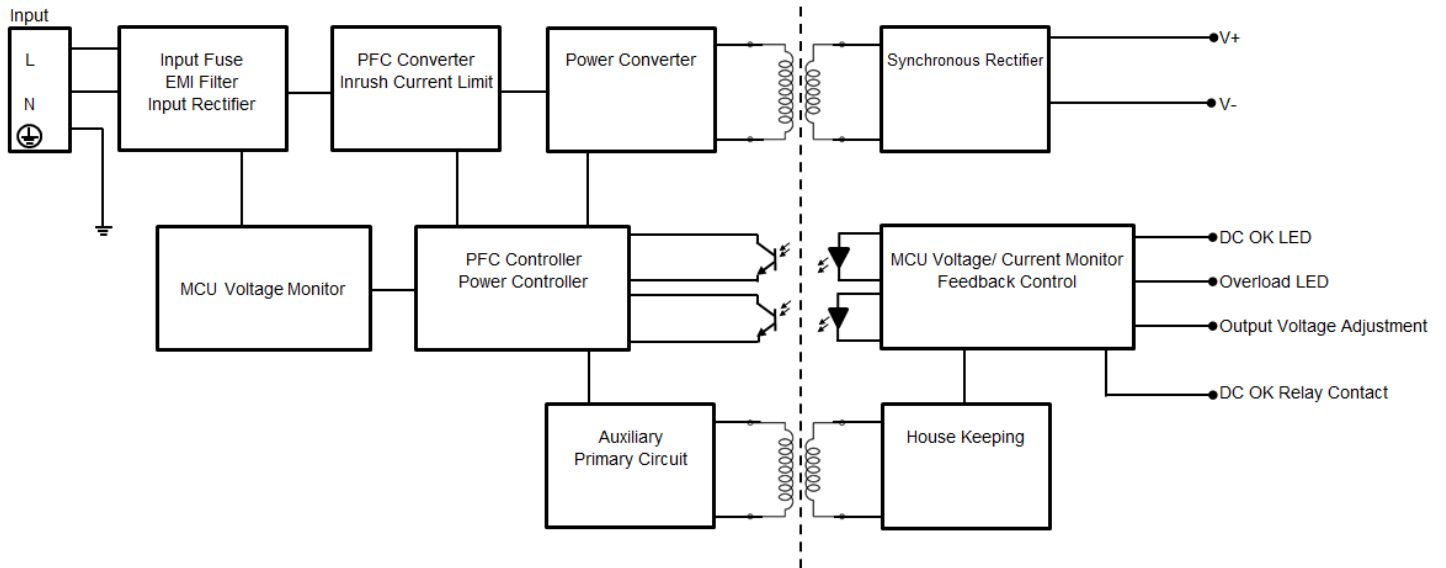 Input
L
N
Input Fuse
EMI Filter
Input Rectifier
PFC Converter
Inrush Current Limit
Power Converter
Synchronous Rectifier
V+
V-
MCU Voltage Monitor
PFC Controller
Power Controller
MCU Voltage/ Current Monitor
Feedback Control
DC OK LED
Overload LED
Output Voltage Adjustment
DC OK Relay Contact
Auxiliary
Primary Circuit
House Keeping